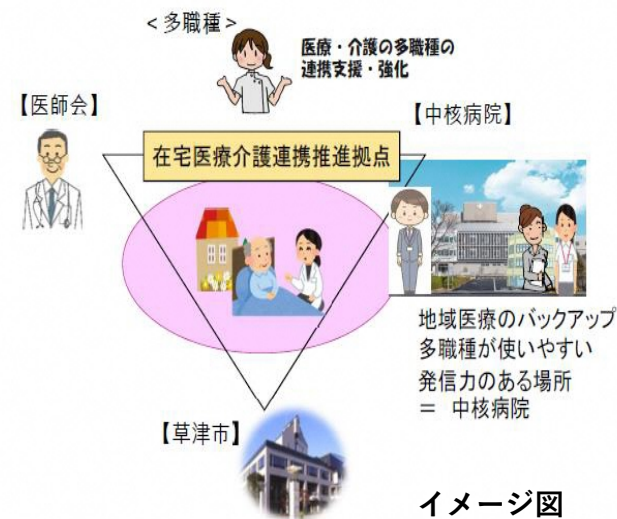 ＜多職種＞
医療・介護の多職種の
連携支援・強化
【医師会】
【中核病院】
在宅医療介護連携推進拠点
地域医療のバックアップ
多職種が使いやすい
発信力のある場所
＝ 中核病院
【草津市】
イメージ図